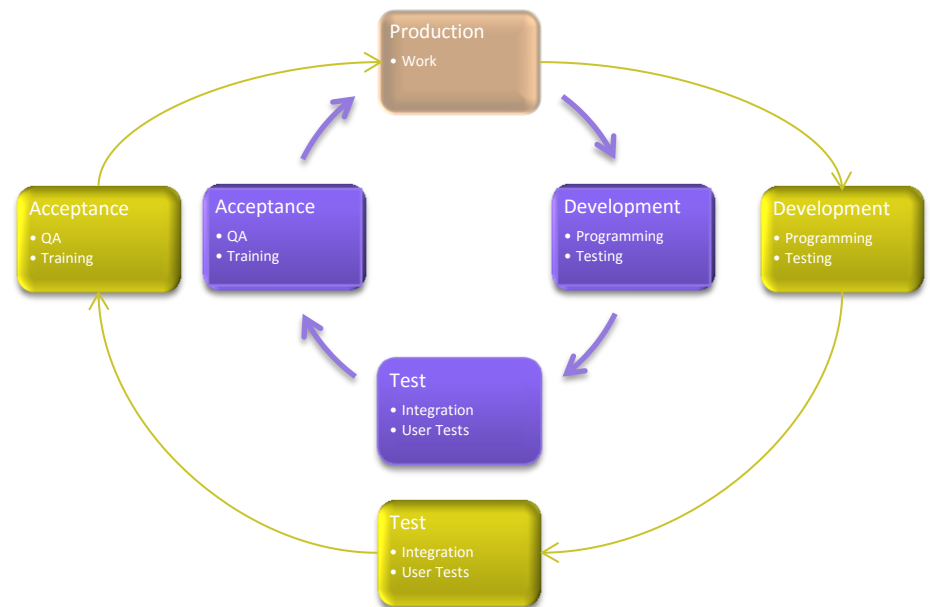 Production
• Work
Acceptance
• QA
• Training
Acceptance
• QA
• Training
Development
• Programming
• Testing
Development
• Programming
• Testing
Test
• Integration
• User Tests
Test
• Integration
• User Tests